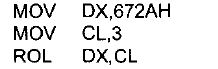 MOV DX,672AH
MOV CL,3
ROL DX,CL